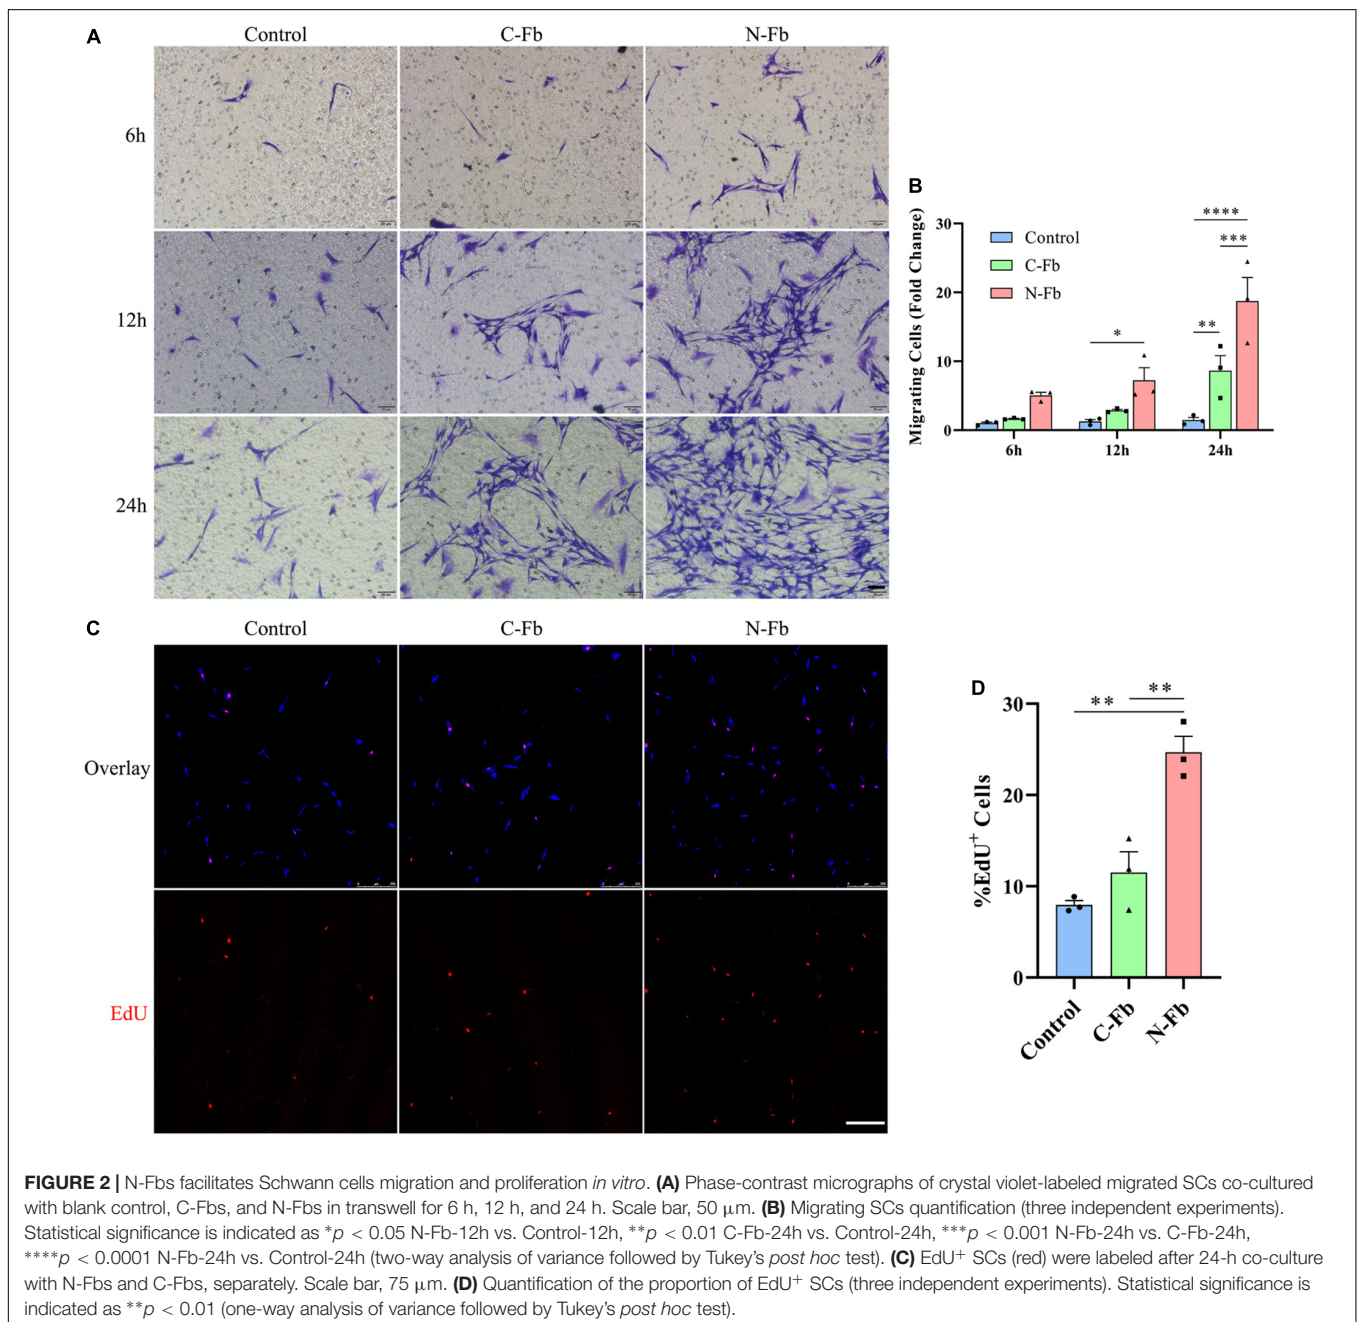 A
Control
C-Fb
N-Fb
6h
12h
24h
B
Migrating Cells (Fold Change)
30
20
10
0
Control
C-Fb
N-Fb
*
**
***
****
6h
12h
24h
C
Control
C-Fb
N-Fb
Overlay
EdU
D
%EdU+ Cells
30
20
10
0
**
**
Control
C-Fb
N-Fb
FIGURE 2 | N-Fbs facilitates Schwann cells migration and proliferation in vitro. (A) Phase-contrast micrographs of crystal violet-labeled migrated SCs co-cultured
with blank control, C-Fbs, and N-Fbs in transwell for 6 h, 12 h, and 24 h. Scale bar, 50 μm. (B) Migrating SCs quantification (three independent experiments).
Statistical significance is indicated as *p < 0.05 N-Fb-12h vs. Control-12h, **p < 0.01 C-Fb-24h vs. Control-24h, ***p < 0.001 N-Fb-24h vs. C-Fb-24h,
****p < 0.0001 N-Fb-24h vs. Control-24h (two-way analysis of variance followed by Tukey's post hoc test). (C) EdU+ SCs (red) were labeled after 24-h co-culture
with N-Fbs and C-Fbs, separately. Scale bar, 75 μm. (D) Quantification of the proportion of EdU+ SCs (three independent experiments). Statistical significance is
indicated as **p < 0.01 (one-way analysis of variance followed by Tukey's post hoc test).